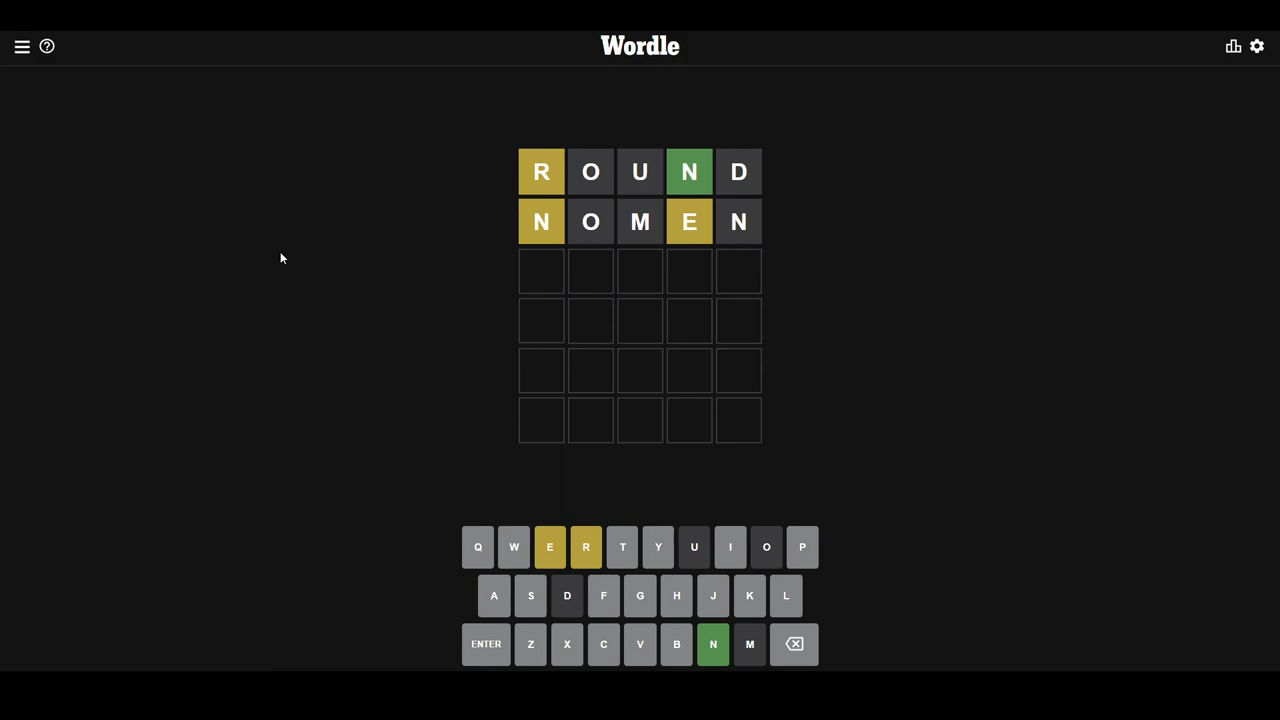 Wordle
R O U N D
N O M E N
Q W E R T Y U I O P
A S D F G H J K L
ENTER Z X C V B N M